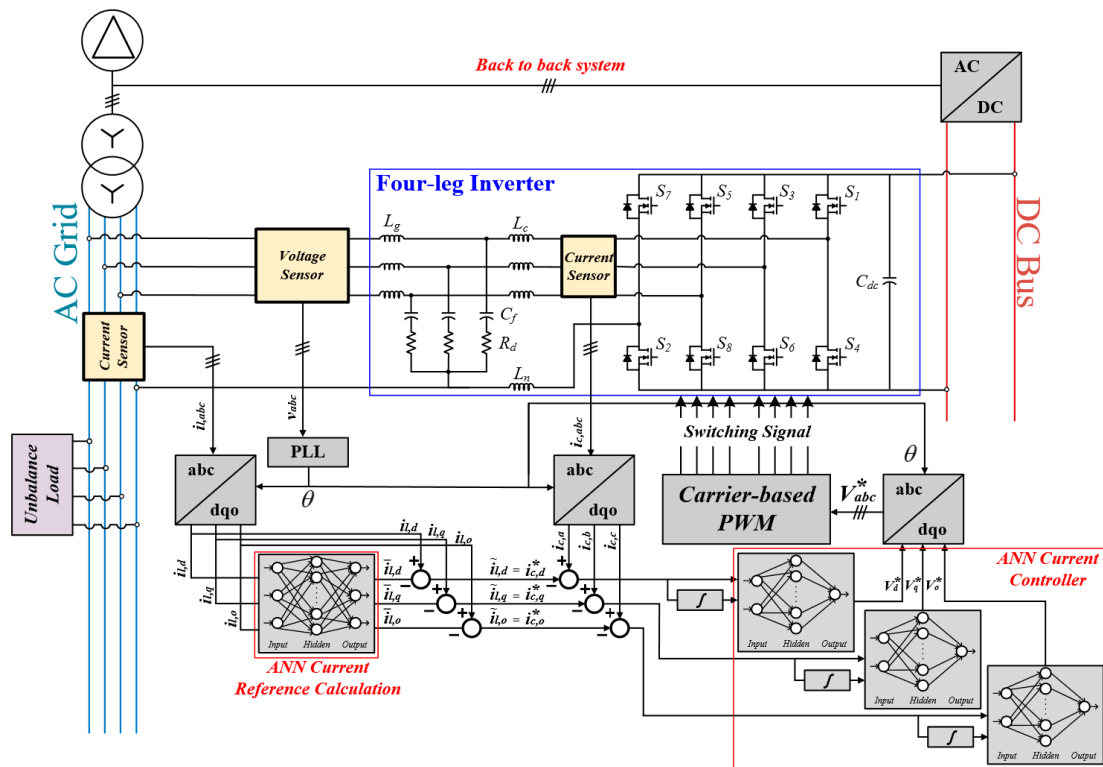 Back to back system
AC
DC
Four-leg Inverter
S7
S5
S3
S1
Lg
Lc
Voltage
Sensor
Current
Sensor
Cdc
Cf
Rd
S2
S8
S6
S4
Ln
AC Grid
DC Bus
Current
Sensor
il,abc
vabc
ic,abc
Switching Signal
Unbalance
Load
PLL
θ
θ
abc
dqo
abc
dqo
Carrier-based
PWM
V*abc
abc
dqo
il,d
il,q
il,o
il,d
il,q
il,o
ic,a
ic,b
ic,c
ANN Current
Controller
V*d
V*q
V*o
i̅l,d
ĩl,d = i*c,d
i̅l,q
ĩl,q = i*c,q
i̅l,o
ĩl,o = i*c,o
+
−
+
−
+
−
+
−
+
−
+
−
∫
∫
∫
Input Hidden Output
ANN Current
Reference Calculation
Input Hidden Output
Input Hidden Output
Input Hidden Output